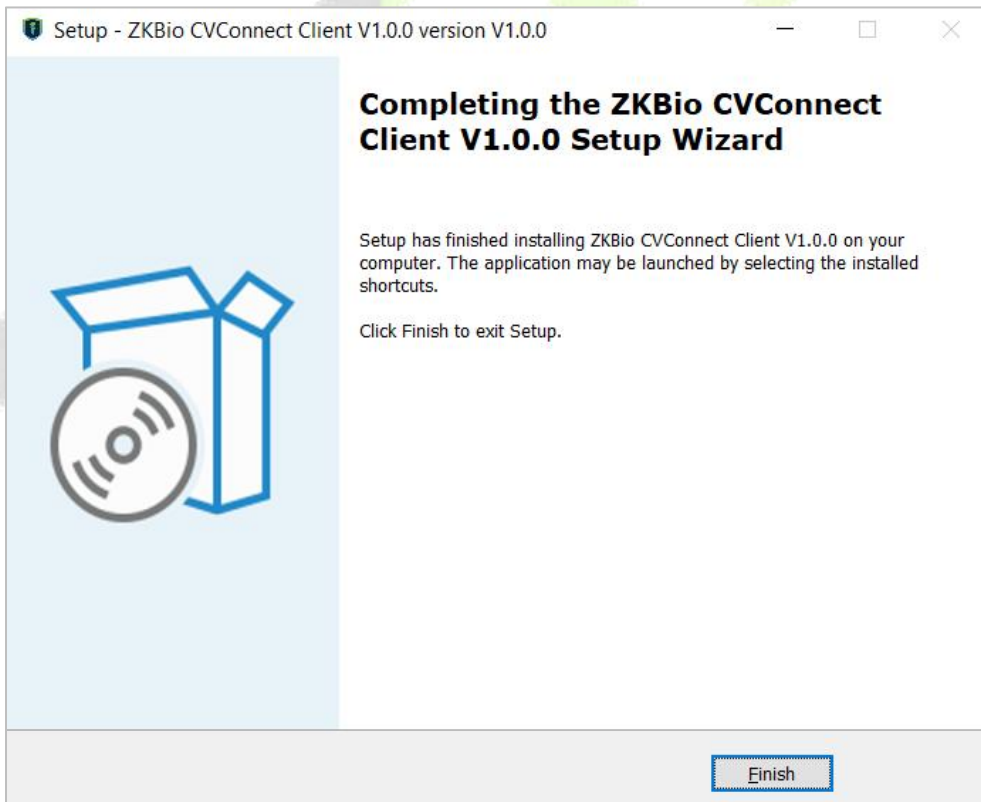 Setup - ZKBio CVConnect Client V1.0.0 version V1.0.0
Completing the ZKBio CVConnect
Client V1.0.0 Setup Wizard
Setup has finished installing ZKBio CVConnect Client V1.0.0 on your
computer. The application may be launched by selecting the installed
shortcuts.
Click Finish to exit Setup.
Finish